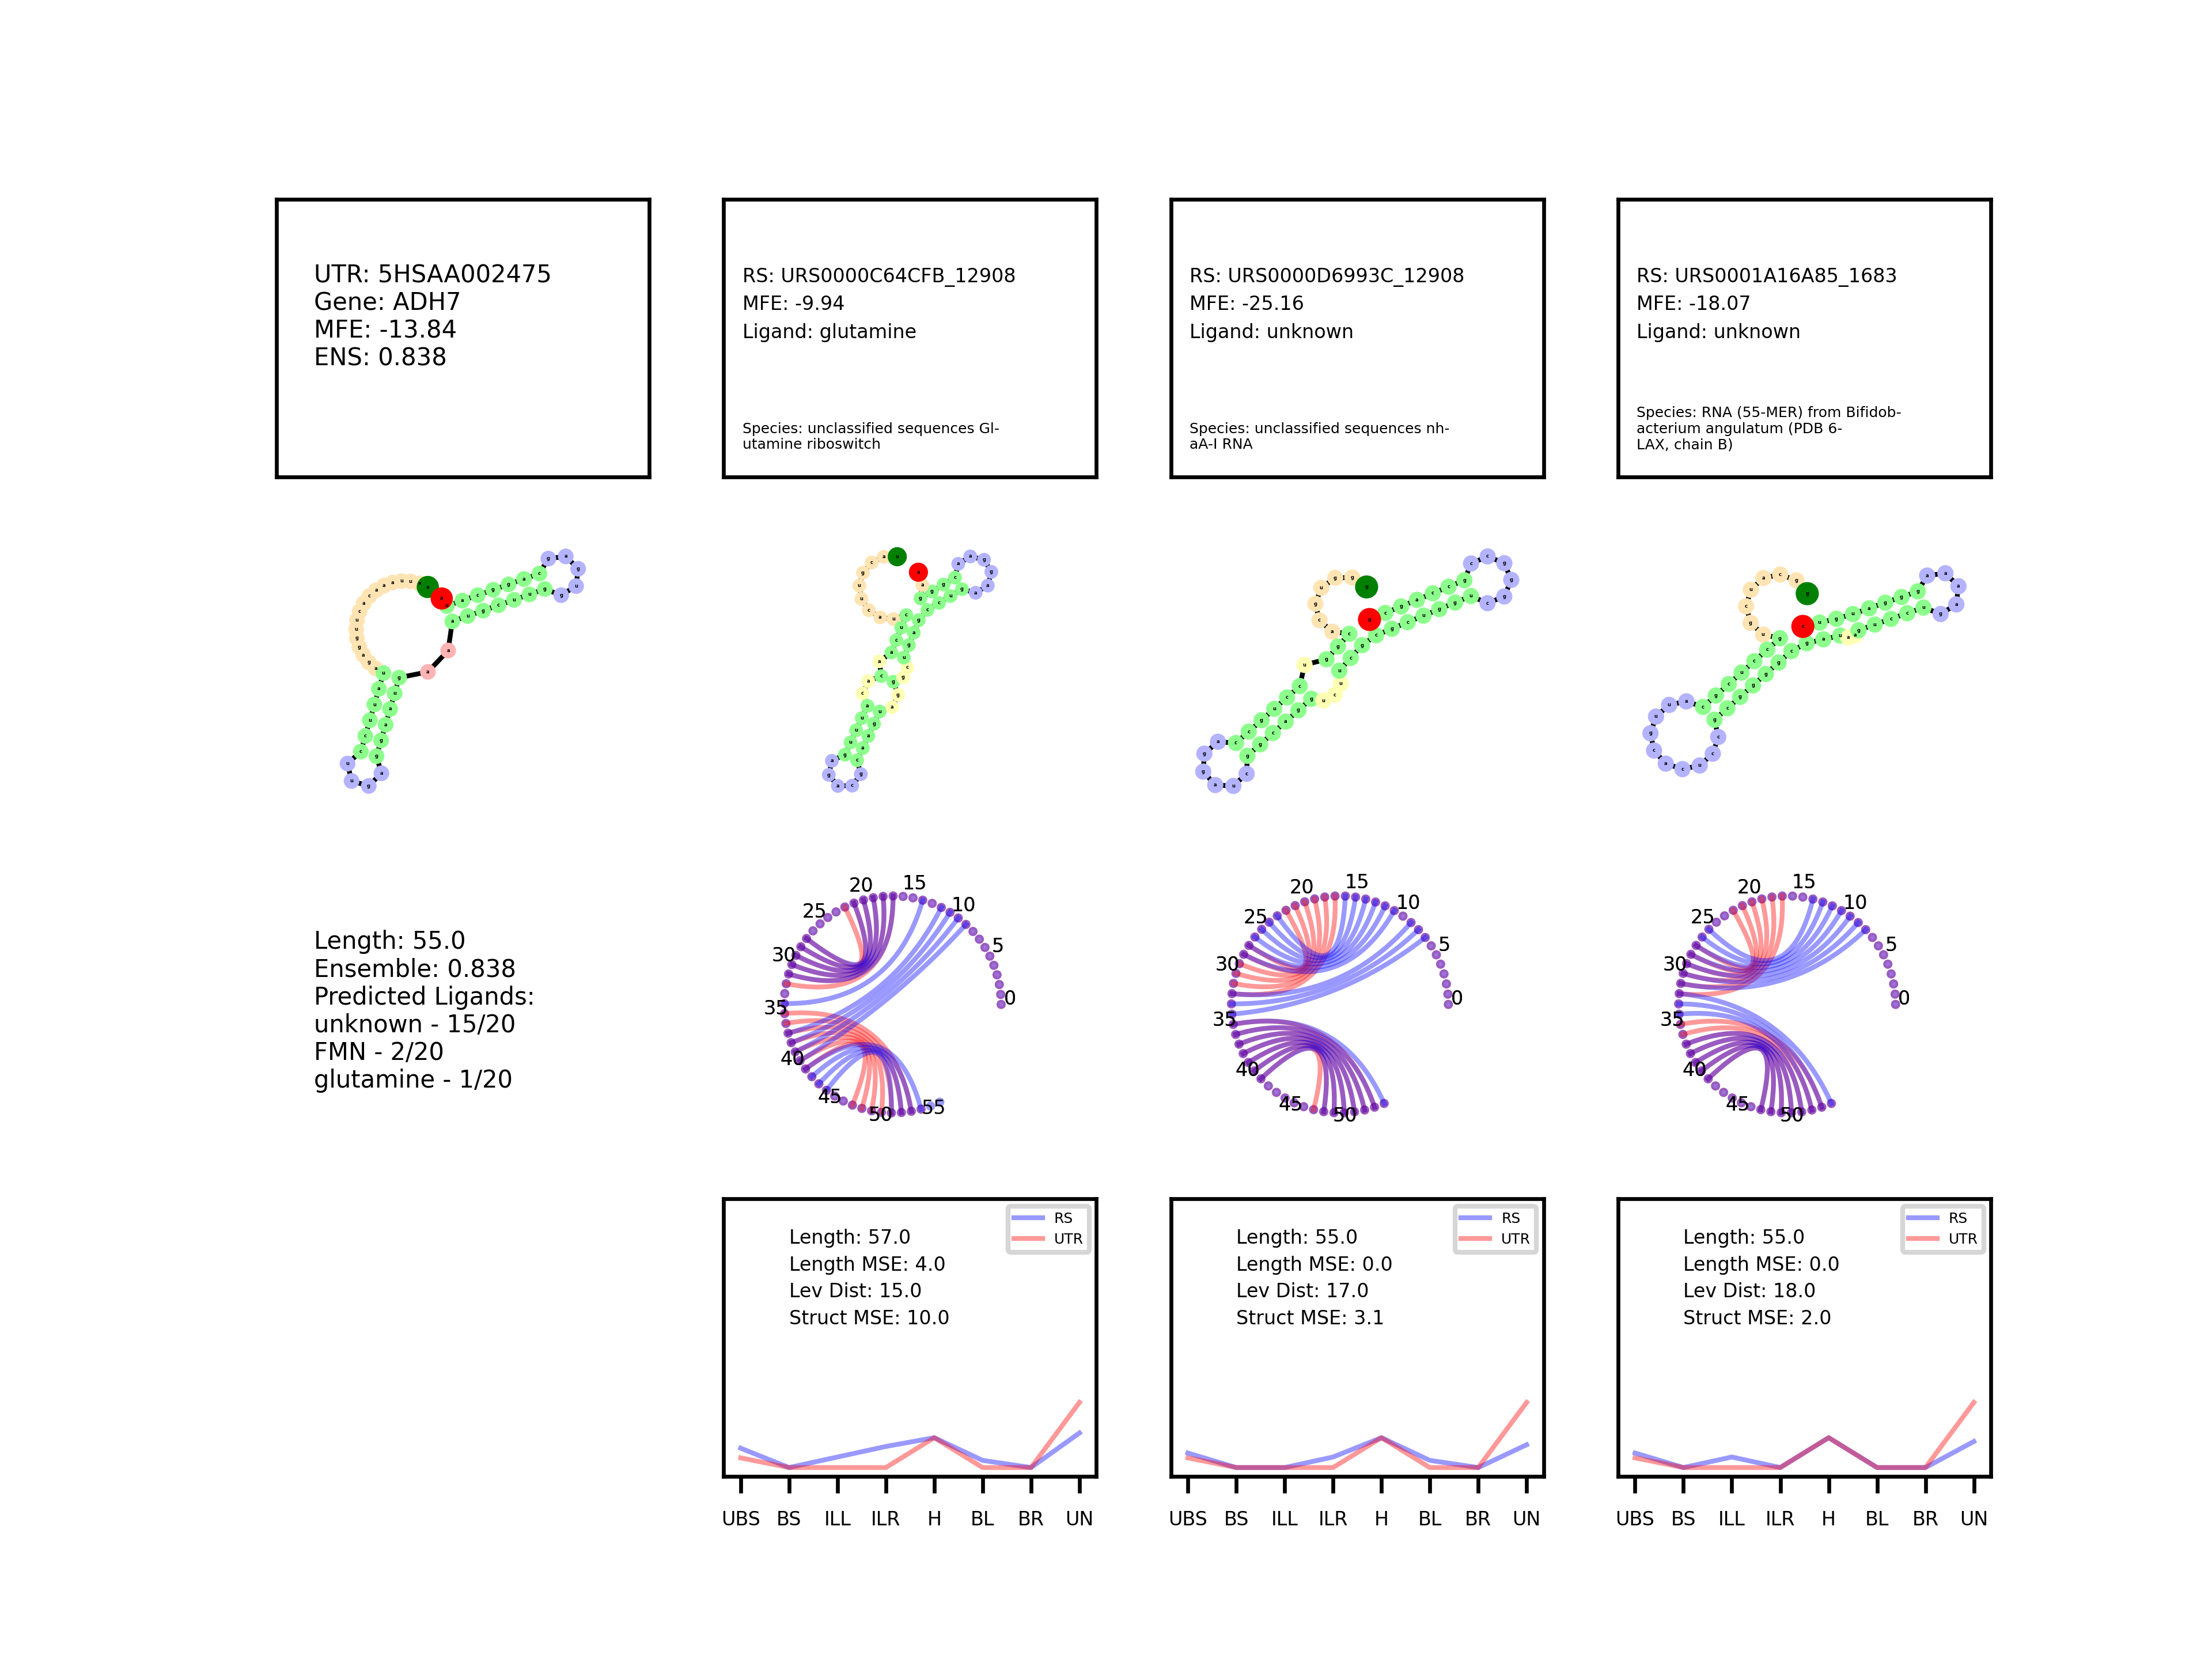 UTR: 5HSAA002475
Gene: ADH7
MFE: -13.84
ENS: 0.838
RS: URS0000C64CFB_12908
MFE: -9.94
Ligand: glutamine
Species: unclassified sequences Gl-
utamine riboswitch
RS: URS0000D6993C_12908
MFE: -25.16
Ligand: unknown
Species: unclassified sequences nh-
aA-I RNA
RS: URS0001A16A85_1683
MFE: -18.07
Ligand: unknown
Species: RNA (55-MER) from Bifidob-
acterium angulatum (PDB 6-
LAX, chain B)
Length: 55.0
Ensemble: 0.838
Predicted Ligands:
unknown - 15/20
FMN - 2/20
glutamine - 1/20
0
5
10
15
20
25
30
35
40
45
50
55
0
5
10
15
20
25
30
35
40
45
50
0
5
10
15
20
25
30
35
40
45
50
RS
UTR
Length: 57.0
Length MSE: 4.0
Lev Dist: 15.0
Struct MSE: 10.0
UBS BS ILL ILR H BL BR UN
RS
UTR
Length: 55.0
Length MSE: 0.0
Lev Dist: 17.0
Struct MSE: 3.1
UBS BS ILL ILR H BL BR UN
RS
UTR
Length: 55.0
Length MSE: 0.0
Lev Dist: 18.0
Struct MSE: 2.0
UBS BS ILL ILR H BL BR UN